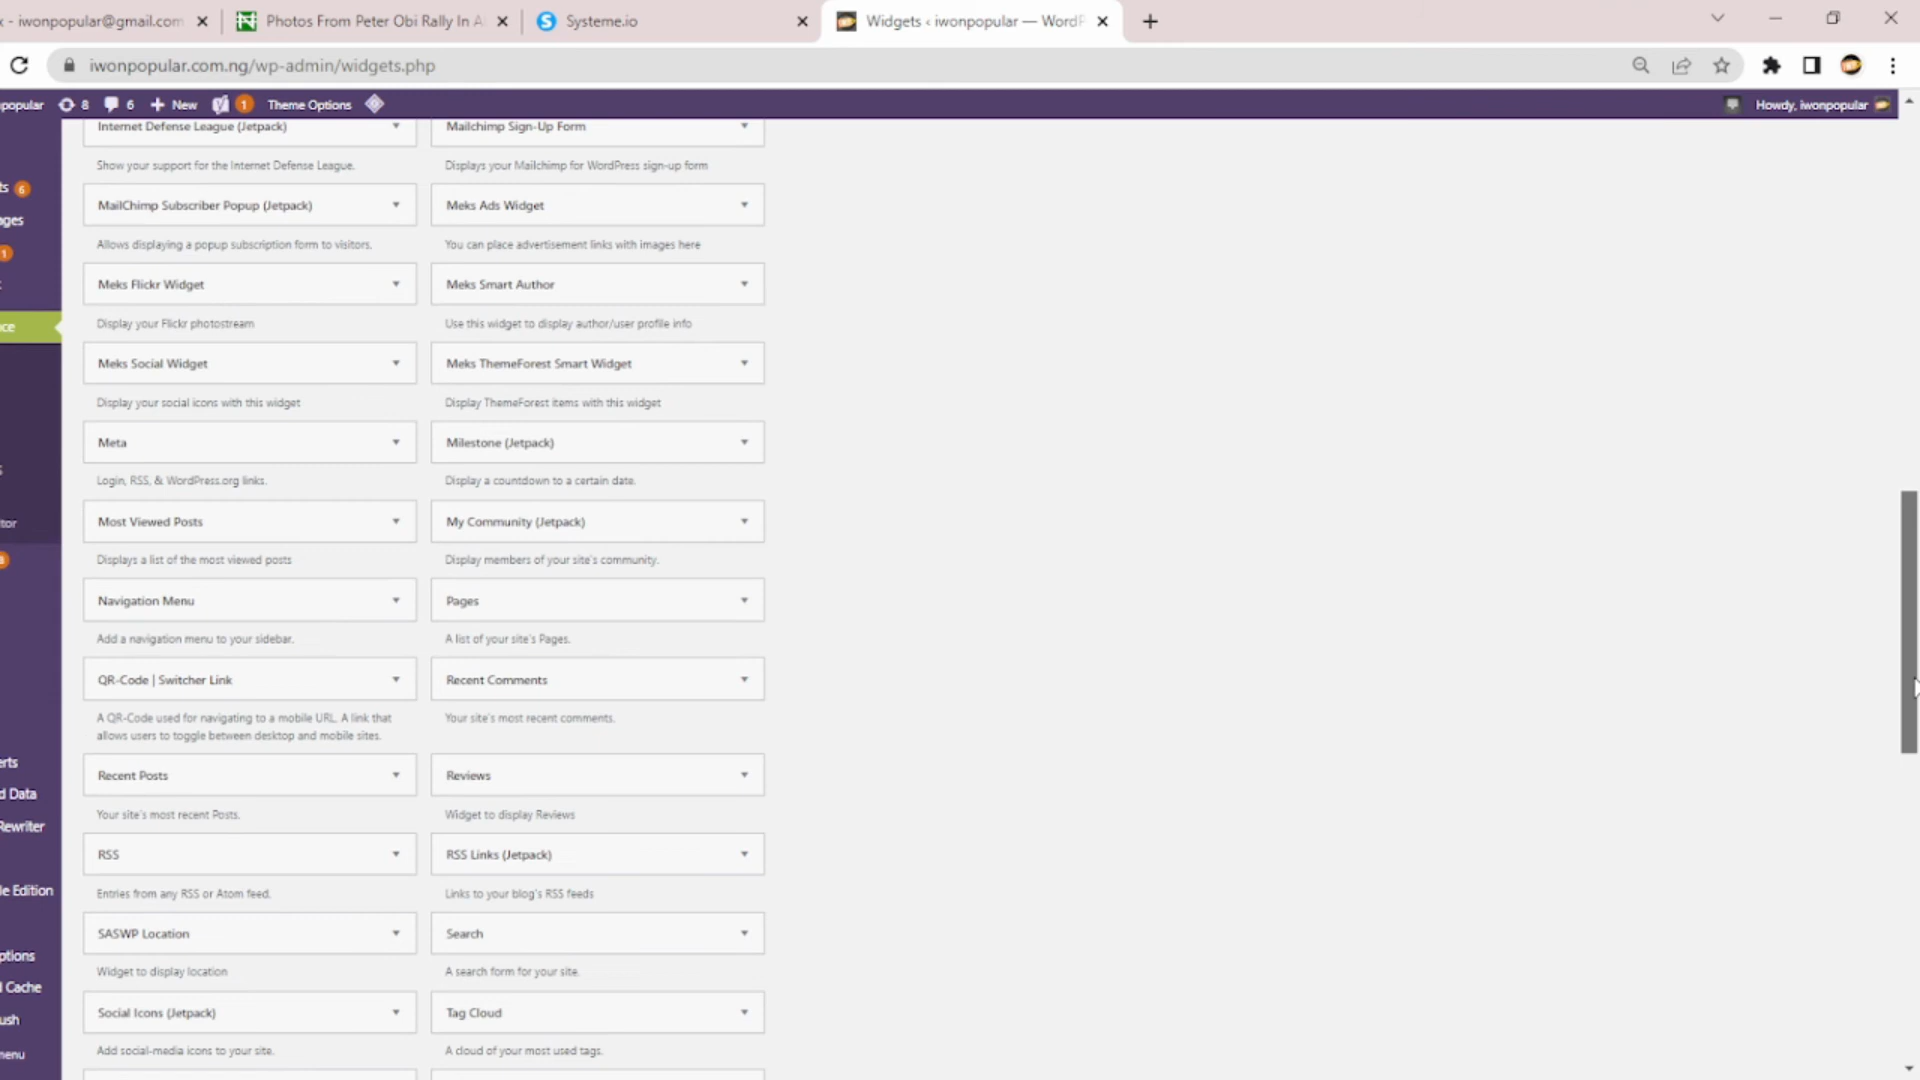 x - iwonpopular@gmail.com
Photos From Peter Obi Rally In A
Systeme.io
Widgets ‹ iwonpopular — WordP
iwonpopular.com.ng/wp-admin/widgets.php
popular
8
6
New
1
Theme Options
Howdy, iwonpopular
Internet Defense League (Jetpack)
Mailchimp Sign-Up Form
Show your support for the Internet Defense League.
Displays your Mailchimp for WordPress sign-up form
ts 6
MailChimp Subscriber Popup (Jetpack)
Meks Ads Widget
ages
Allows displaying a popup subscription form to visitors.
You can place advertisement links with images here
1
Meks Flickr Widget
Meks Smart Author
ce
Display your Flickr photostream
Use this widget to display author/user profile info
Meks Social Widget
Meks ThemeForest Smart Widget
Display your social icons with this widget
Display ThemeForest items with this widget
Meta
Milestone (Jetpack)
s
Login, RSS, & WordPress.org links.
Display a countdown to a certain date.
tor
Most Viewed Posts
My Community (Jetpack)
Displays a list of the most viewed posts
Display members of your site's community.
Navigation Menu
Pages
Add a navigation menu to your sidebar.
A list of your site's Pages.
QR-Code | Switcher Link
Recent Comments
A QR-Code used for navigating to a mobile URL. A link that
allows users to toggle between desktop and mobile sites.
Your site's most recent comments.
erts
Recent Posts
Reviews
d Data
Your site's most recent Posts.
Widget to display Reviews
Rewriter
RSS
RSS Links (Jetpack)
le Edition
Entries from any RSS or Atom feed.
Links to your blog's RSS feeds
SASWP Location
Search
ptions
Widget to display location
A search form for your site.
l Cache
Social Icons (Jetpack)
Tag Cloud
ush
Add social-media icons to your site.
A cloud of your most used tags.
menu